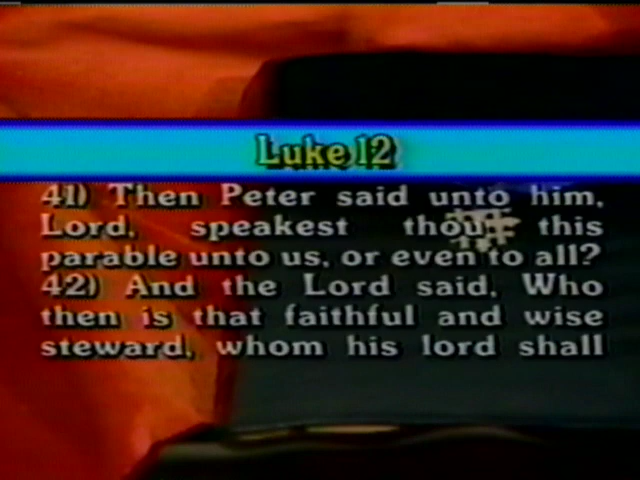 Luke 12
41) Then Peter said unto him,
Lord, speakest thou this
parable unto us, or even to all?
42) And the Lord said, Who
then is that faithful and wise
steward, whom his lord shall